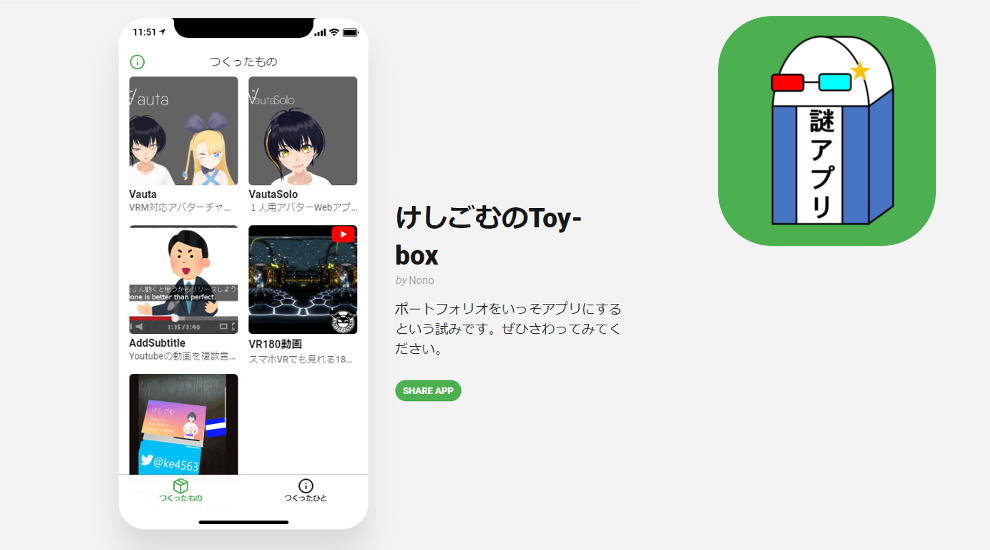 11:51
つくったもの
Vauta
VautaSolo
Vauta
VRM対応アバターチャ...
VautaSolo
１人用アバターWebアプ...
one is better than perfect.
1:35/3:40
AddSubtitle
Youtubeの動画を複数言...
VR180動画
スマホVRでも見れる18...
けしごむ
@ke4563
つくったもの
つくったひと
けしごむのToy-
box
by Nono
ポートフォリオをいっそアプリにする
という試みです。ぜひさわってみてく
ださい。
SHARE APP
謎アプリ